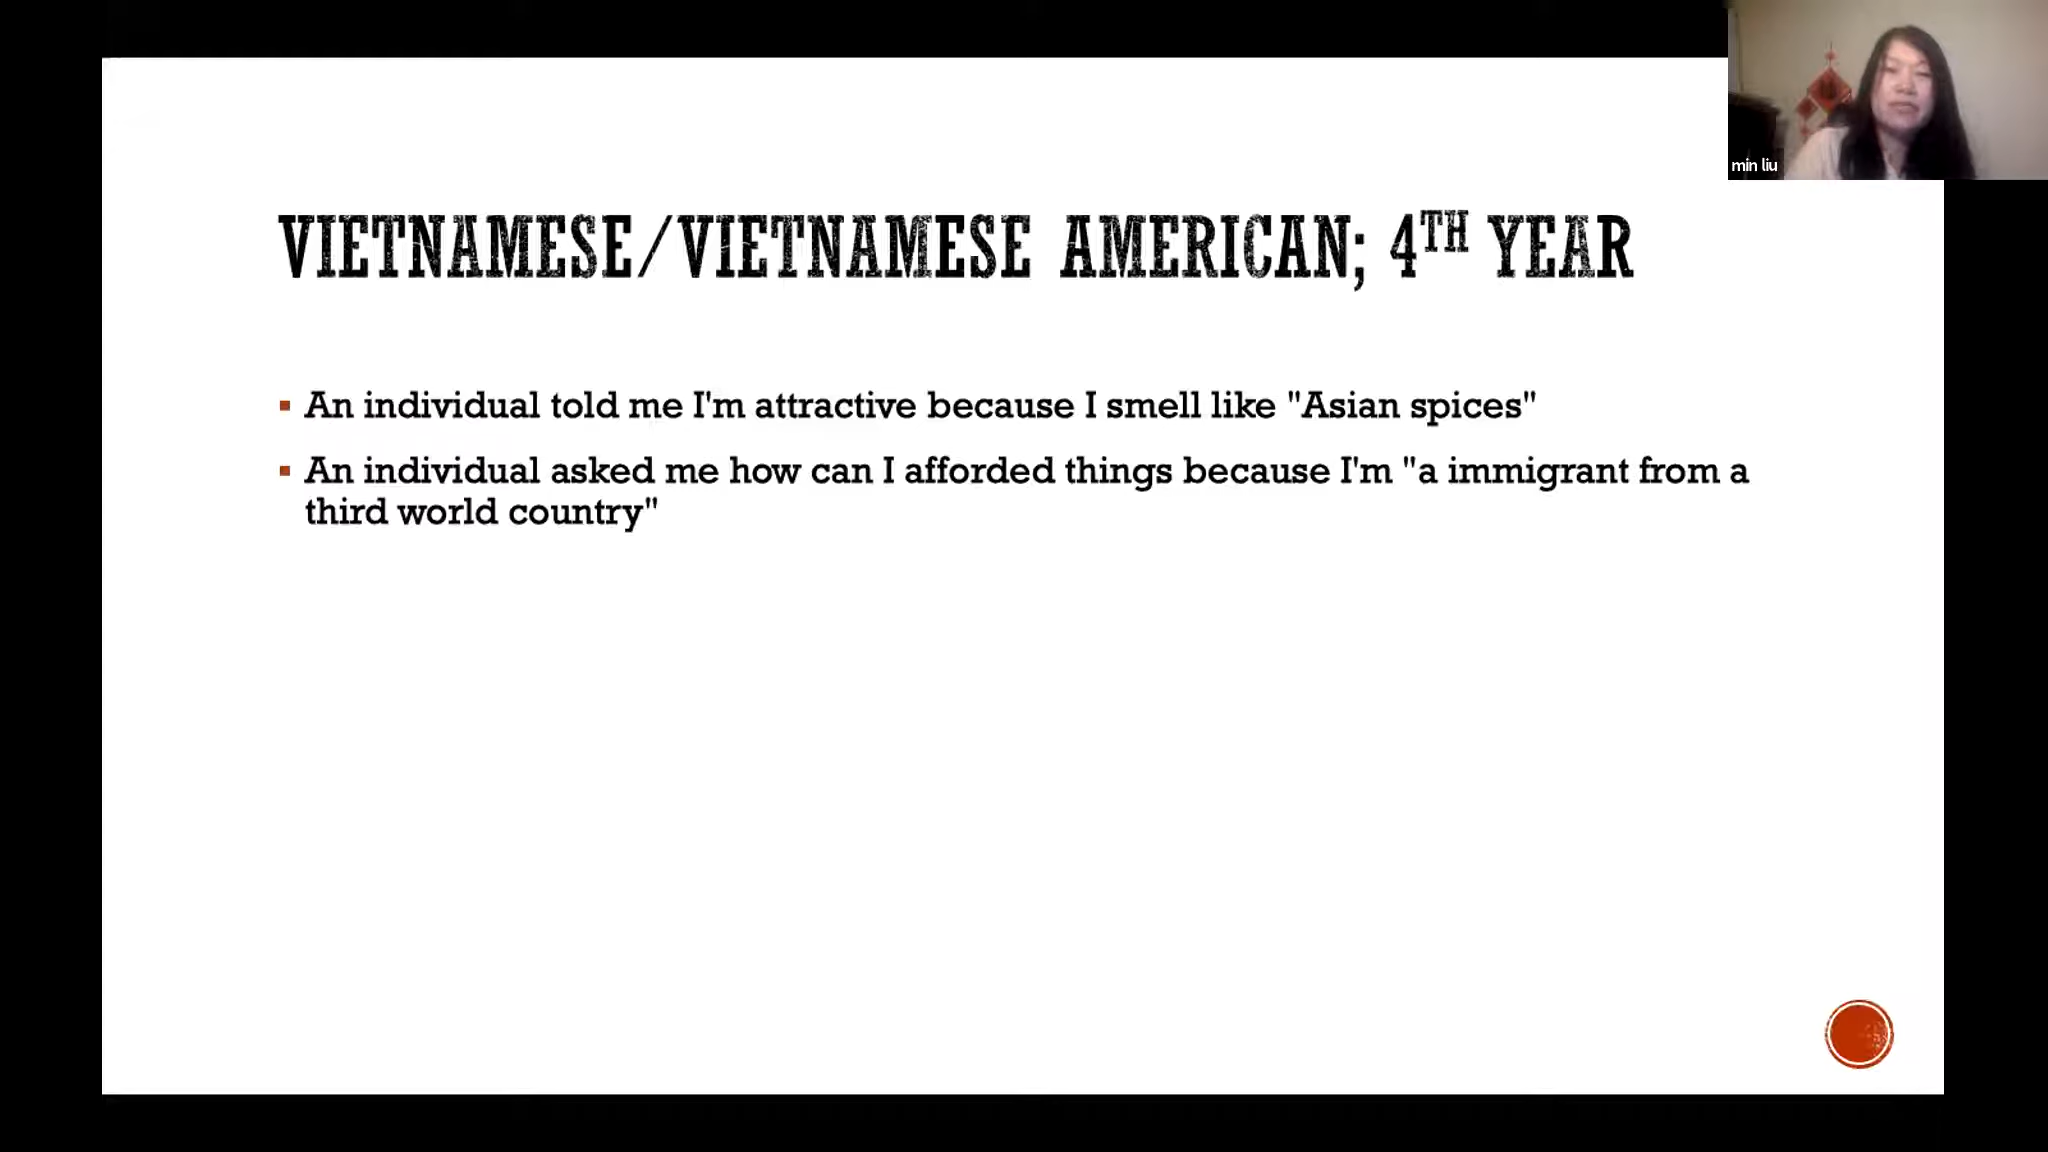 min liu
VIETNAMESE/VIETNAMESE AMERICAN; 4TH YEAR
An individual told me I'm attractive because I smell like "Asian spices"
An individual asked me how can I afforded things because I'm "a immigrant from a
third world country"